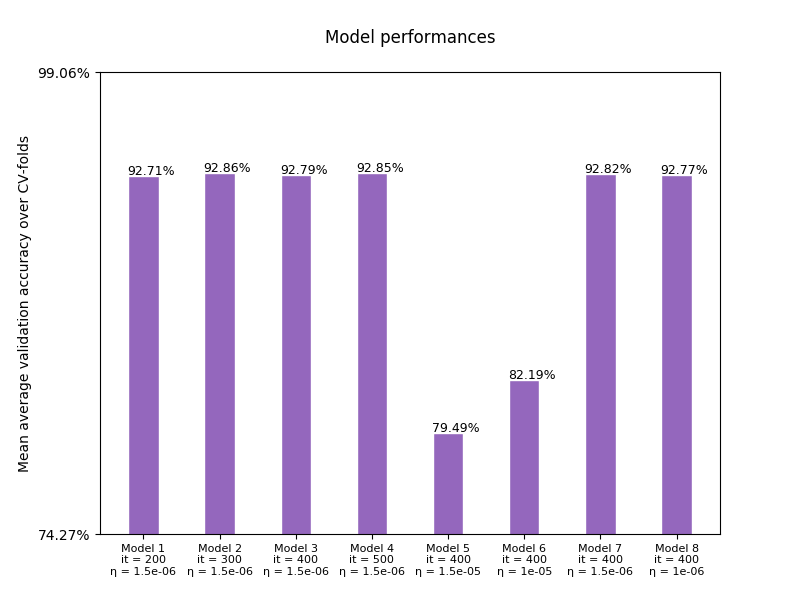 Model performances
99.06%
Mean average validation accuracy over CV-folds
92.71%
92.86%
92.79%
92.85%
79.49%
82.19%
92.82%
92.77%
74.27%
Model 1
it = 200
η = 1.5e-06
Model 2
it = 300
η = 1.5e-06
Model 3
it = 400
η = 1.5e-06
Model 4
it = 500
η = 1.5e-06
Model 5
it = 400
η = 1.5e-05
Model 6
it = 400
η = 1e-05
Model 7
it = 400
η = 1.5e-06
Model 8
it = 400
η = 1e-06